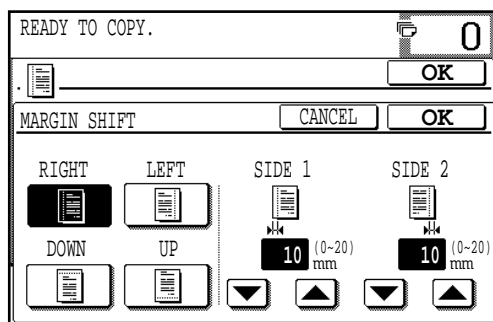 READY TO COPY.
0
OK
MARGIN SHIFT
CANCEL
OK
RIGHT
LEFT
SIDE 1
SIDE 2
10 (0~20) mm
10 (0~20) mm
DOWN
UP